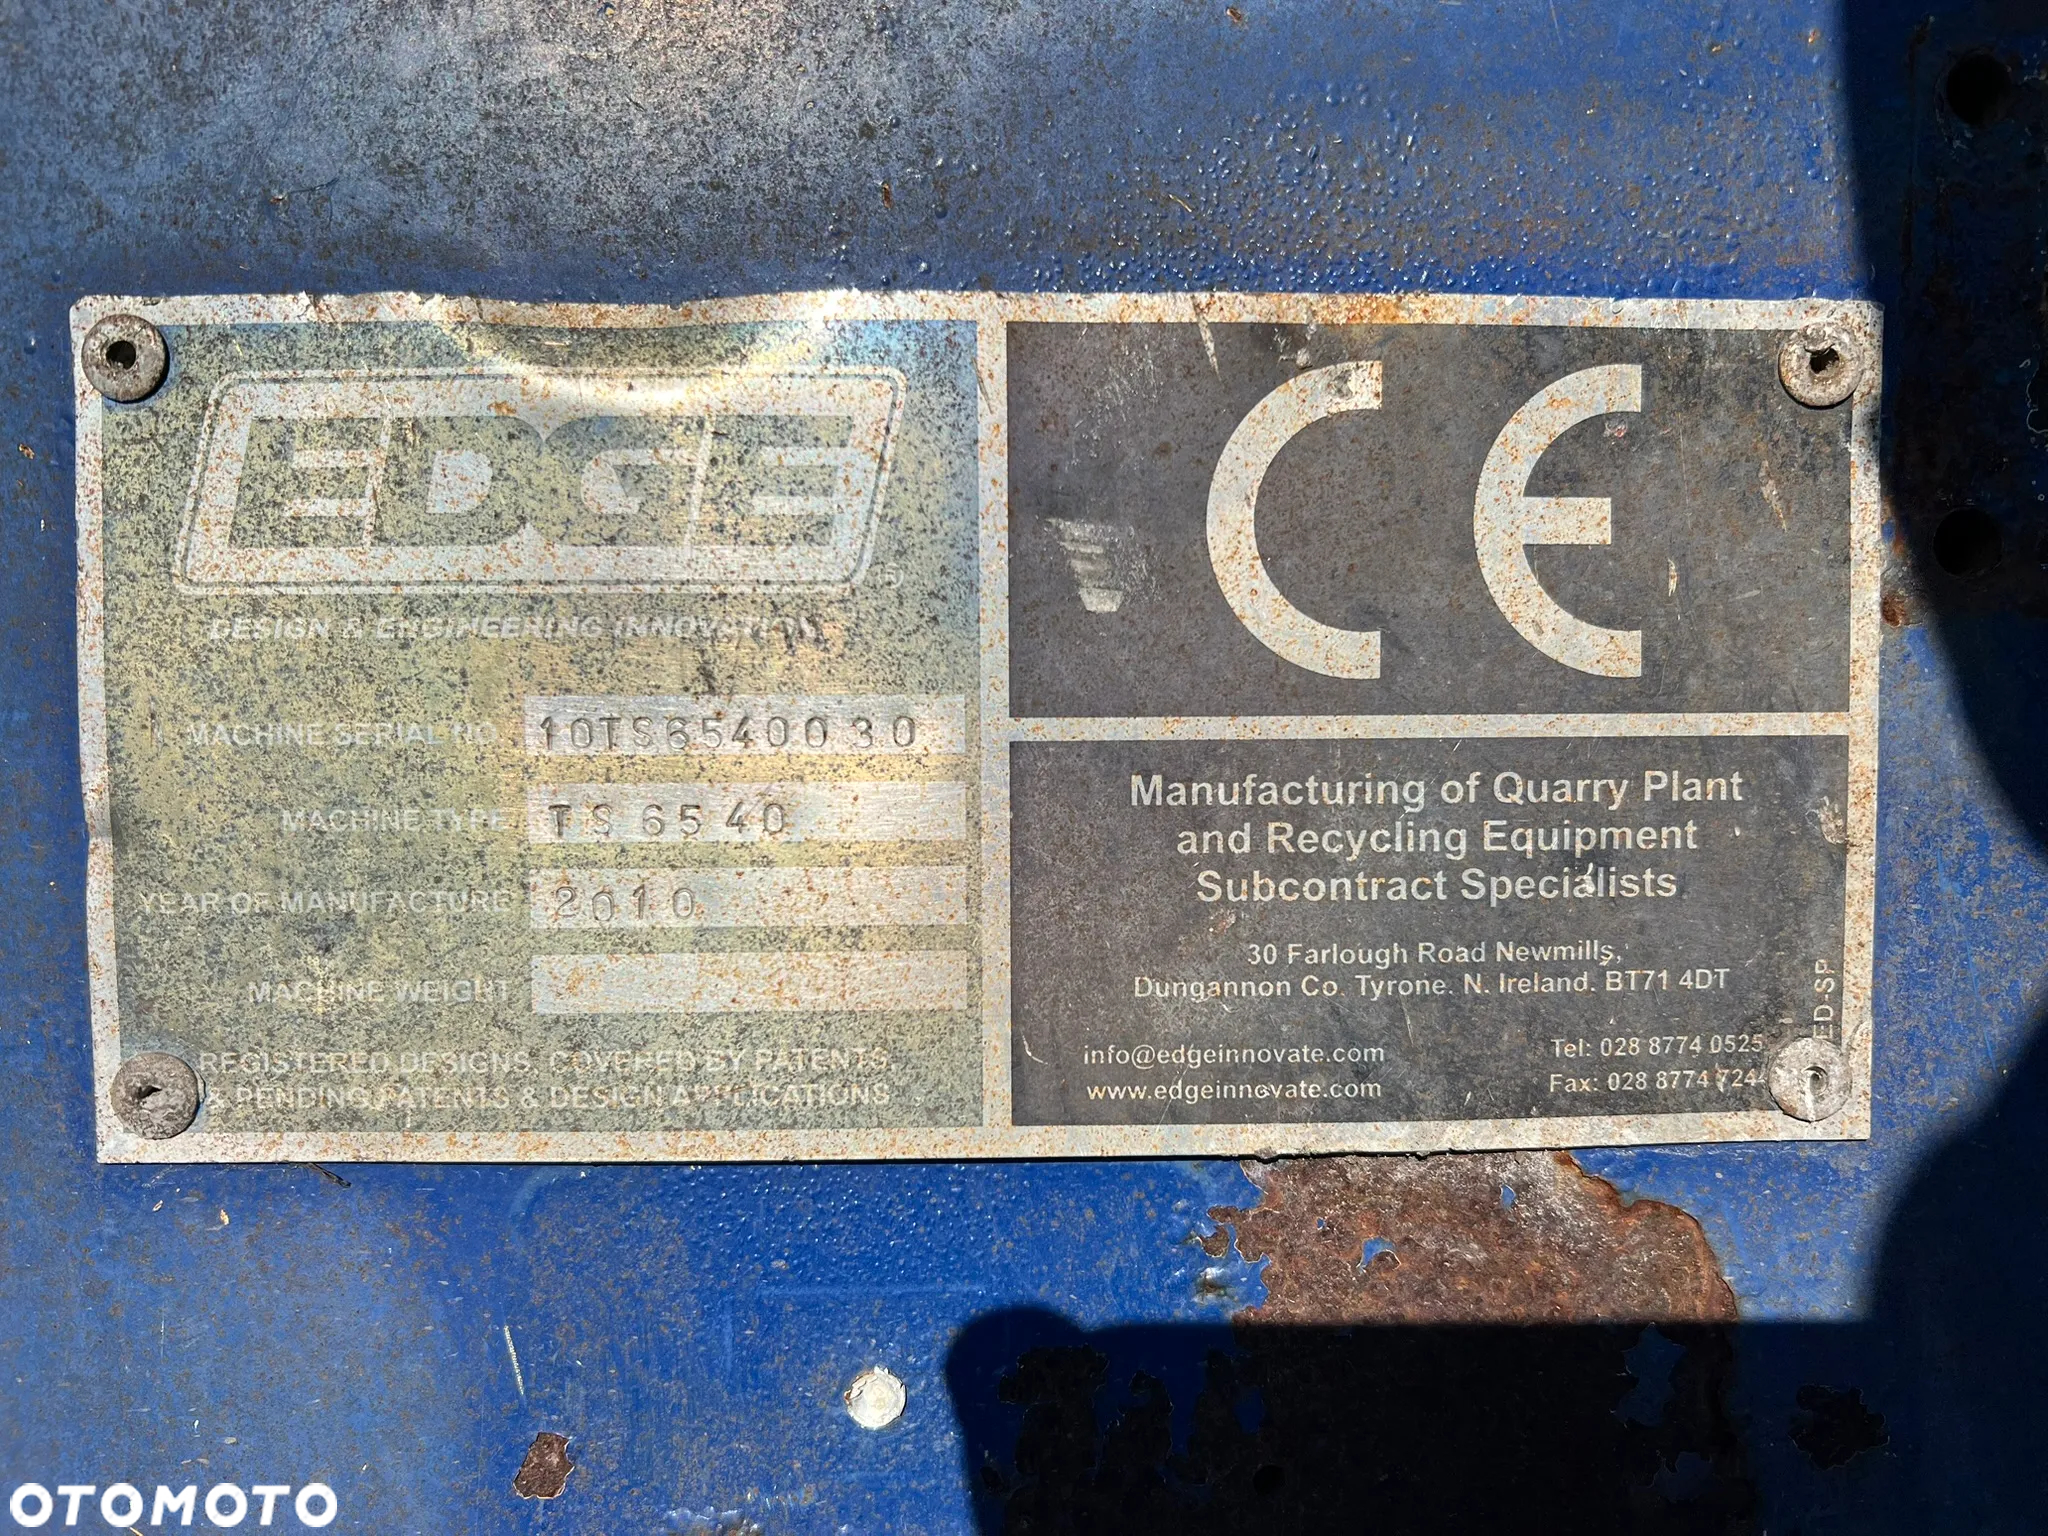 EDGE ®
DESIGN & ENGINEERING INNOVATION
MACHINE SERIAL NO. 10TS6540030
MACHINE TYPE TS6540
YEAR OF MANUFACTURE 2010
MACHINE WEIGHT
REGISTERED DESIGNS, COVERED BY PATENTS,
& PENDING PATENTS & DESIGN APPLICATIONS
CE
Manufacturing of Quarry Plant
and Recycling Equipment
Subcontract Specialists
30 Farlough Road Newmills,
Dungannon Co. Tyrone. N. Ireland. BT71 4DT
info@edgeinnovate.com
www.edgeinnovate.com
Tel: 028 8774 0525
Fax: 028 8774
ED-SP
OTOMOTO